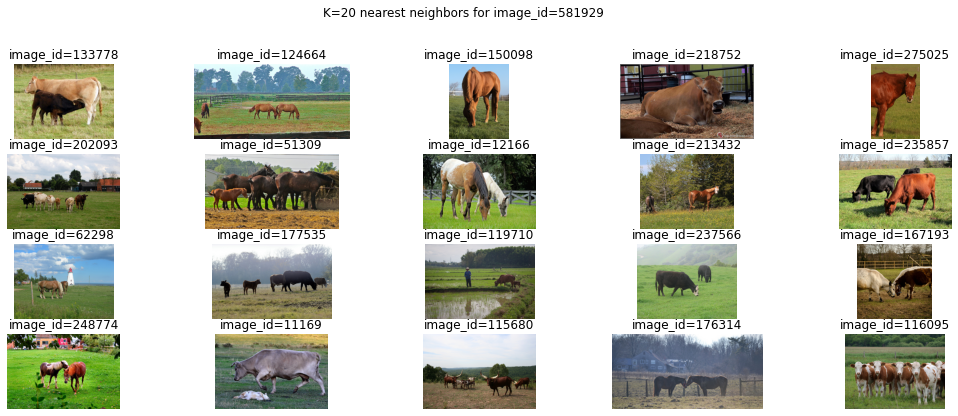 K=20 nearest neighbors for image_id=581929
image_id=133778
image_id=124664
image_id=150098
image_id=218752
image_id=275025
image_id=202093
image_id=51309
image_id=12166
image_id=213432
image_id=235857
image_id=62298
image_id=177535
image_id=119710
image_id=237566
image_id=167193
image_id=248774
image_id=11169
image_id=115680
image_id=176314
image_id=116095